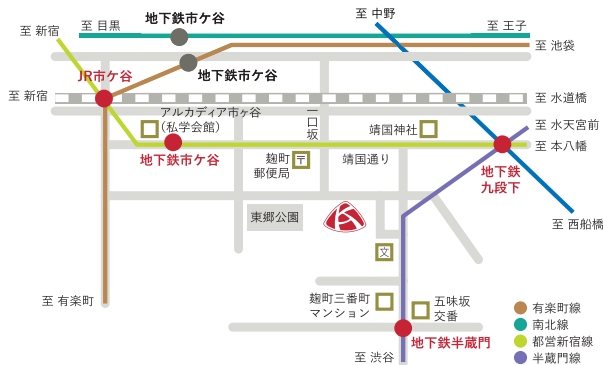 至 中野
地下鉄市ケ谷
至 目黒
至 王子
至 新宿
至 池袋
JR市ケ谷
地下鉄市ケ谷
至 新宿
至 水道橋
アルカディア市ヶ谷
(私学会館)
一口坂
靖国神社
至 水天宮前
至 本八幡
地下鉄市ケ谷
麹町
郵便局
〒
靖国通り
地下鉄
九段下
東郷公園
至 西船橋
文
至 有楽町
麹町三番町
マンション
五味坂
交番
地下鉄半蔵門
至 渋谷
有楽町線
南北線
都営新宿線
半蔵門線